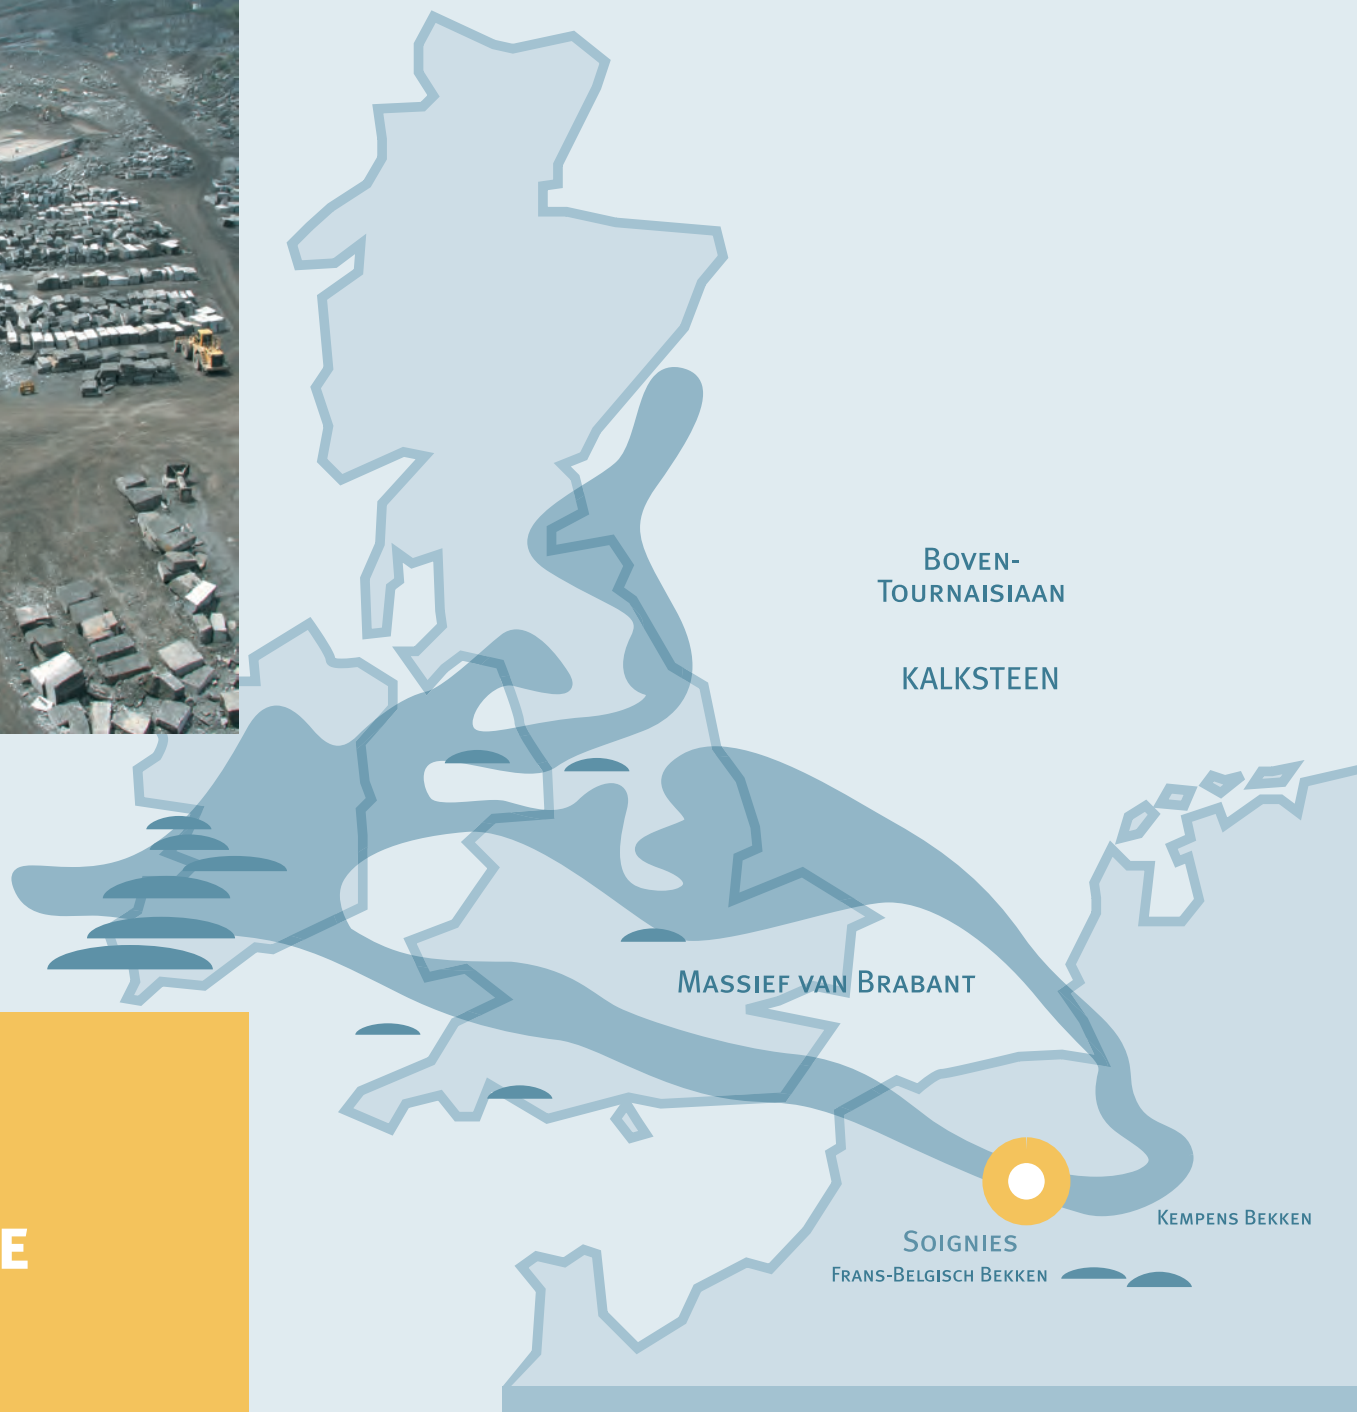 BOVEN-
TOURNAISIAAN
KALKSTEEN
MASSIEF VAN BRABANT
KEMPENS BEKKEN
SOIGNIES
FRANS-BELGISCH BEKKEN
E